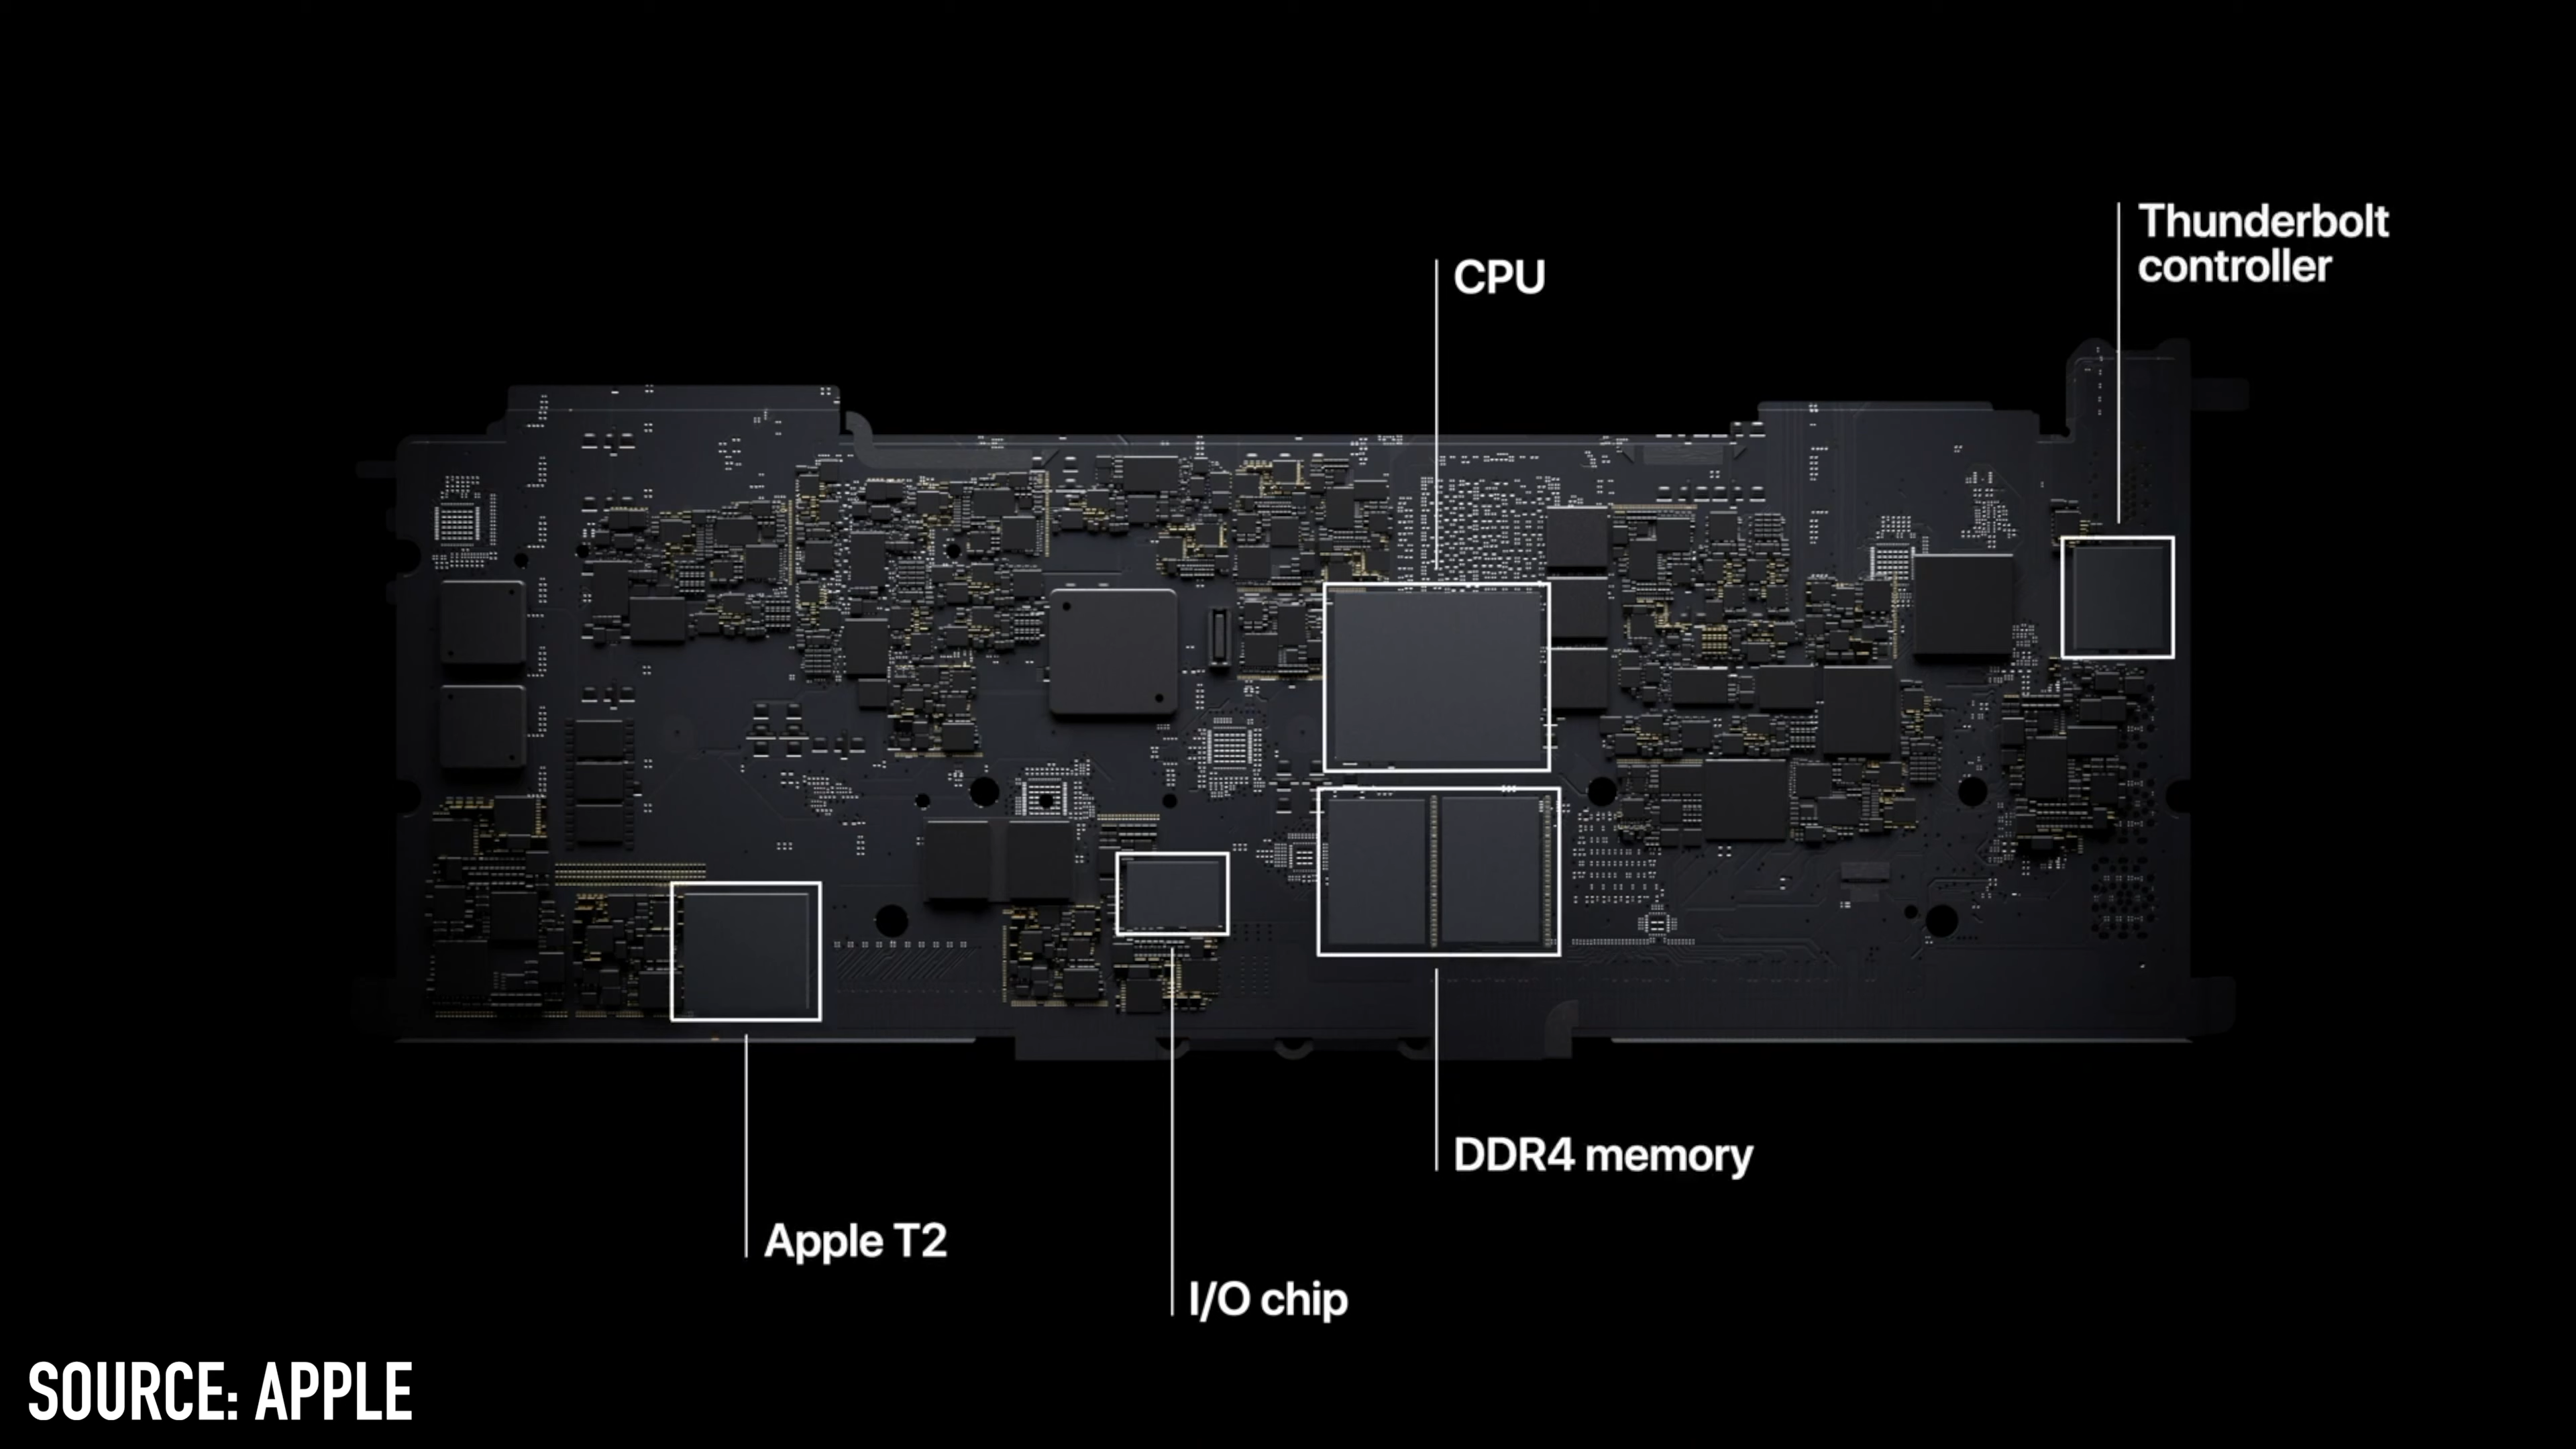 Thunderbolt
controller
CPU
DDR4 memory
Apple T2
I/O chip
SOURCE: APPLE